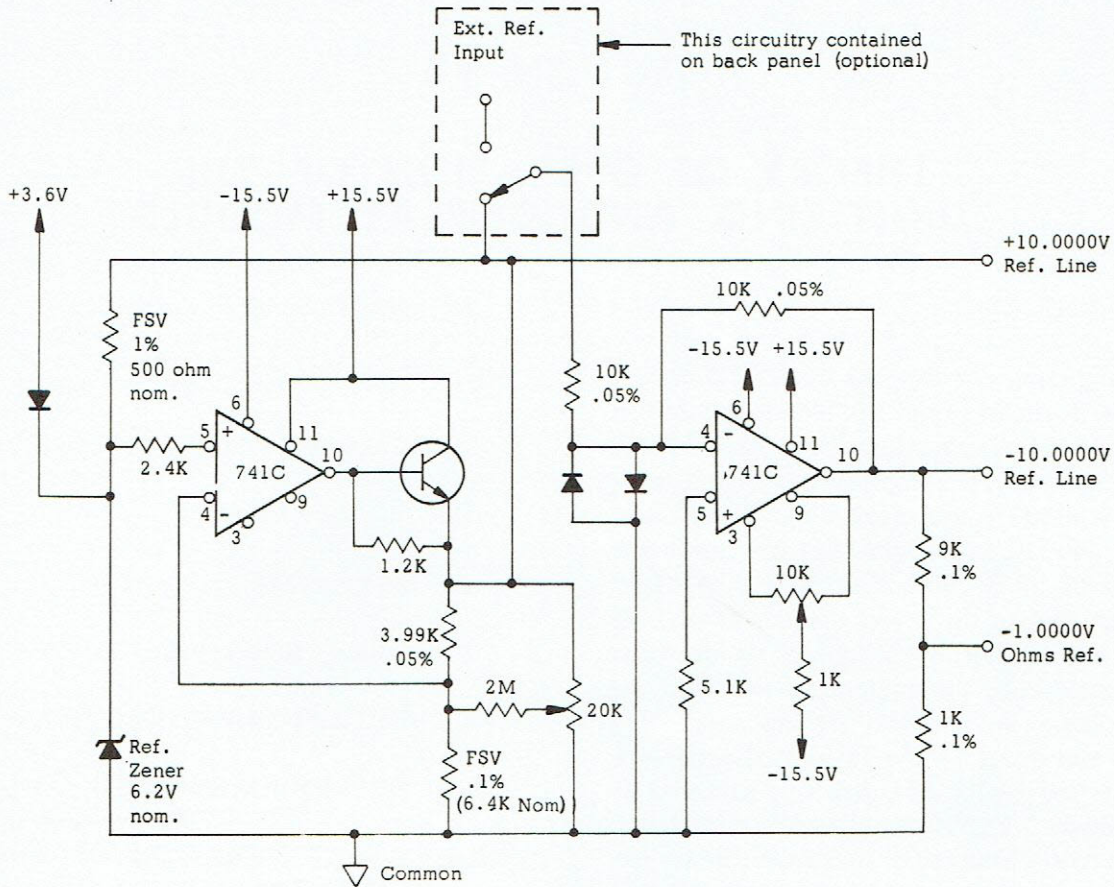 Ext. Ref.
Input
This circuitry contained
on back panel (optional)
+3.6V
-15.5V
+15.5V
+10.0000V
Ref. Line
10K .05%
FSV
1%
500 ohm
nom.
10K
.05%
-15.5V +15.5V
6
11
5
+
2.4K
741C
10
4
-
9
3
1.2K
6
4
-
11
741C
10
5
+
9
3
-10.0000V
Ref. Line
10K
9K
.1%
3.99K
.05%
2M
20K
5.1K
1K
-1.0000V
Ohms Ref.
1K
.1%
-15.5V
Ref.
Zener
6.2V
nom.
FSV
.1%
(6.4K Nom)
Common